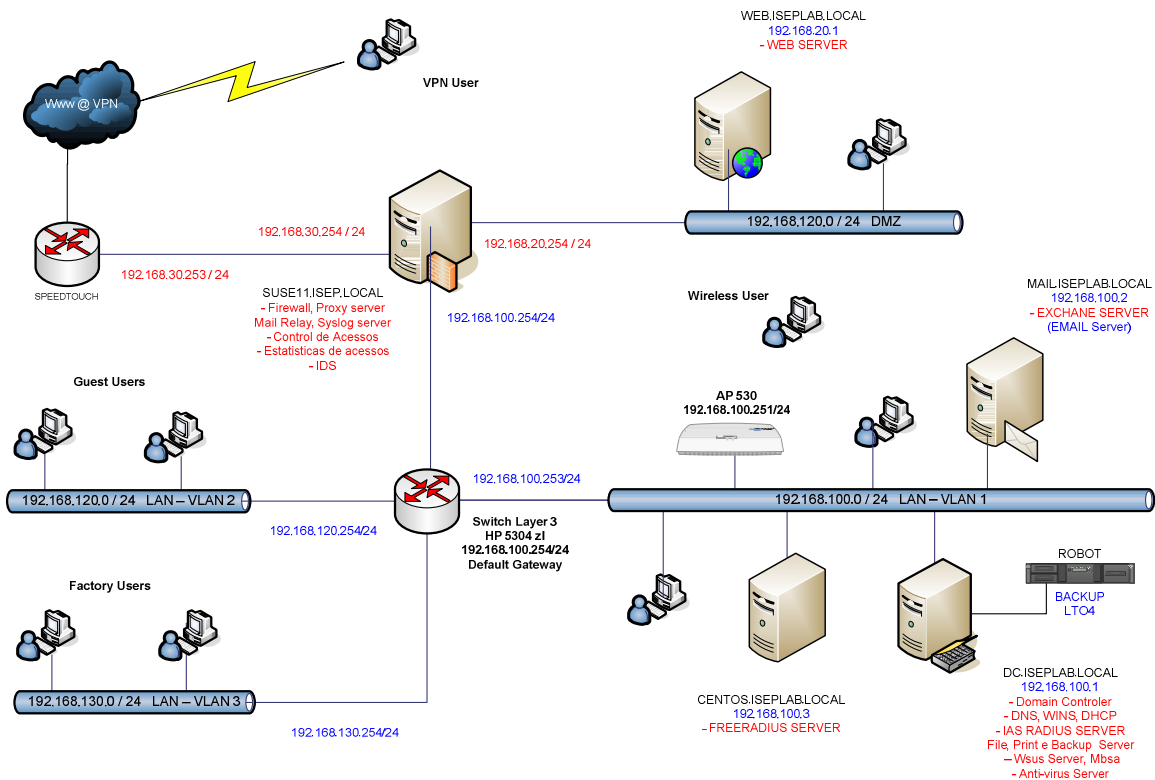 WEB.ISEPLAB.LOCAL
192.168.20.1
- WEB SERVER
VPN User
Www @ VPN
192.168.120.0 / 24 DMZ
192.168.30.254 / 24
192.168.20.254 / 24
192.168.30.253 / 24
SPEEDTOUCH
SUSE11.ISEP.LOCAL
- Firewall, Proxy server
Mail Relay, Syslog server
- Control de Acessos
- Estatisticas de acessos
- IDS
192.168.100.254/24
Wireless User
MAIL.ISEPLAB.LOCAL
192.168.100.2
- EXCHANE SERVER
(EMAIL Server)
Guest Users
AP 530
192.168.100.251/24
192.168.120.0 / 24 LAN – VLAN 2
192.168.120.254/24
192.168.100.253/24
192.168.100.0 / 24 LAN – VLAN 1
Switch Layer 3
HP 5304 zl
192.168.100.254/24
Default Gateway
Factory Users
192.168.130.0 / 24 LAN – VLAN 3
192.168.130.254/24
ROBOT
BACKUP
LTO4
CENTOS.ISEPLAB.LOCAL
192.168.100.3
- FREERADIUS SERVER
DC.ISEPLAB.LOCAL
192.168.100.1
- Domain Controler
- DNS, WINS, DHCP
- IAS RADIUS SERVER
File, Print e Backup Server
– Wsus Server, Mbsa
- Anti-virus Server